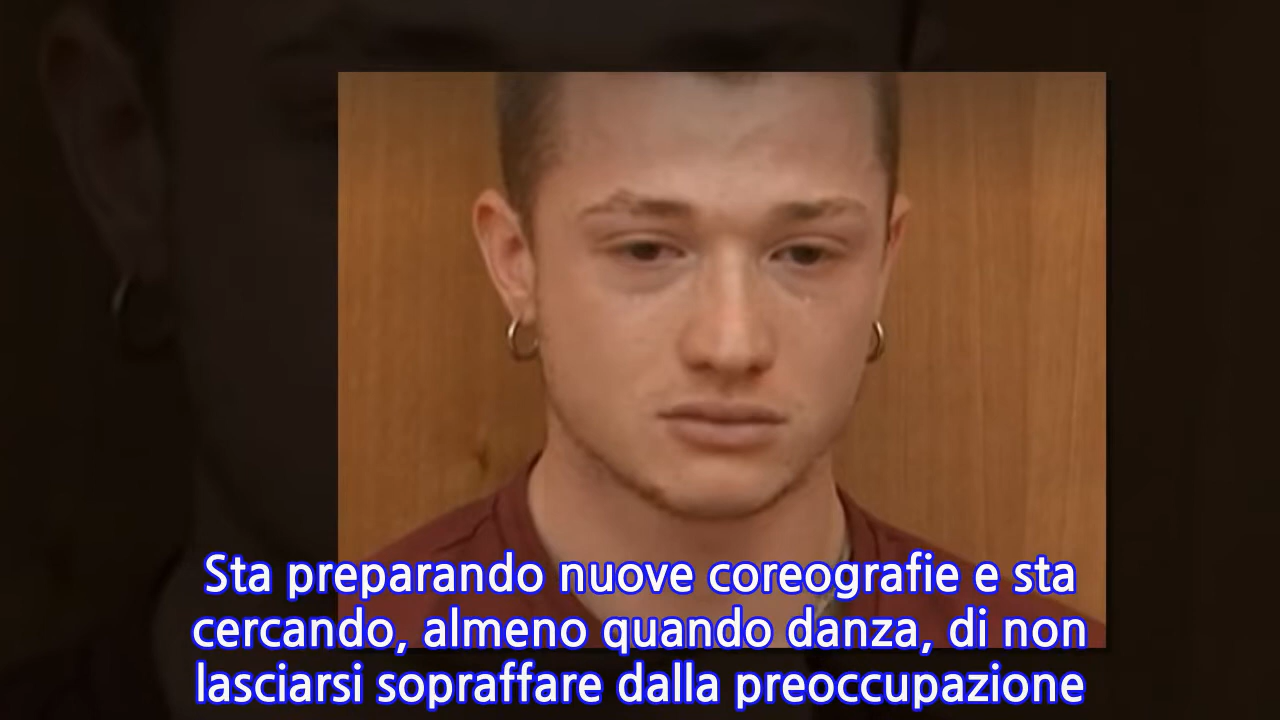 Sta preparando nuove coreografie e sta
cercando, almeno quando danza, di non
lasciarsi sopraffare dalla preoccupazione